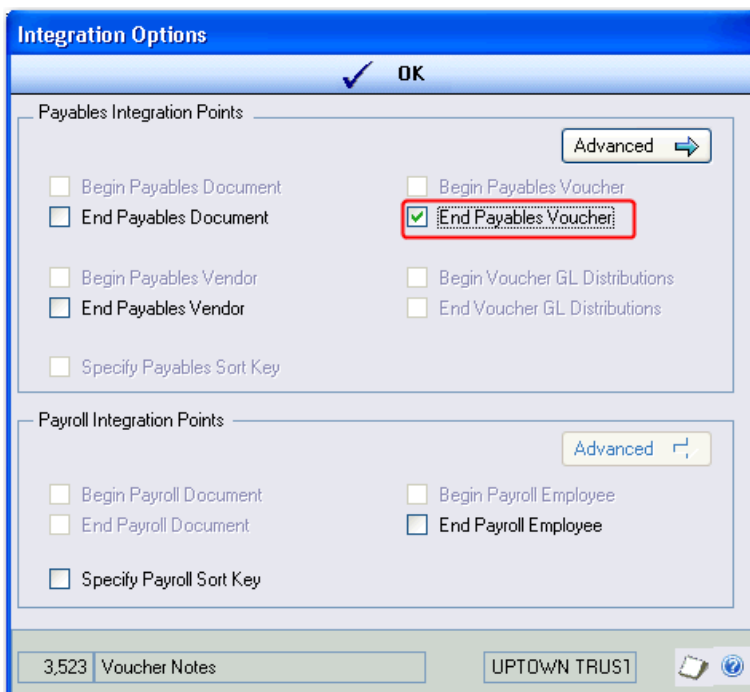 Integration Options
OK
Payables Integration Points
Advanced
Begin Payables Document
Begin Payables Voucher
End Payables Document
End Payables Voucher
Begin Payables Vendor
Begin Voucher GL Distributions
End Payables Vendor
End Voucher GL Distributions
Specify Payables Sort Key
Payroll Integration Points
Advanced
Begin Payroll Document
Begin Payroll Employee
End Payroll Document
End Payroll Employee
Specify Payroll Sort Key
3,523 Voucher Notes UPTOWN TRUST